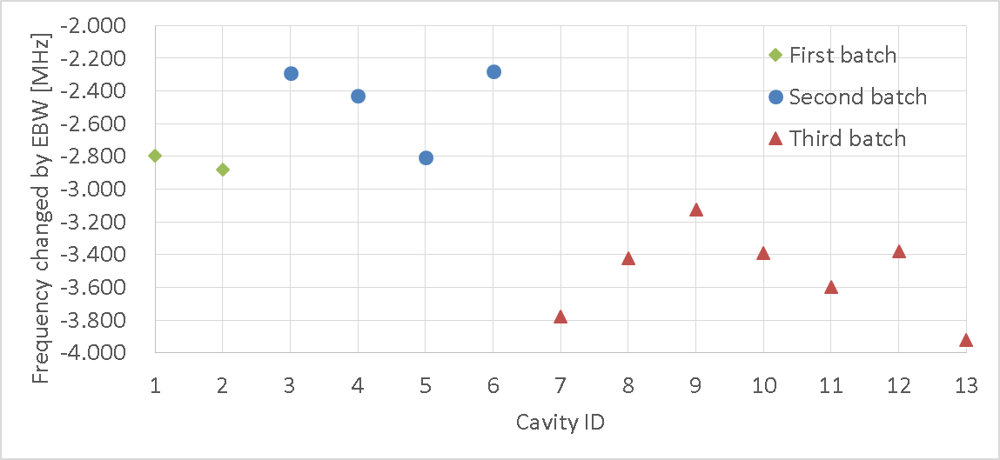 Frequency changed by EBW [MHz]
-2.000
-2.200
-2.400
-2.600
-2.800
-3.000
-3.200
-3.400
-3.600
-3.800
-4.000
First batch
Second batch
Third batch
1 2 3 4 5 6 7 8 9 10 11 12 13
Cavity ID